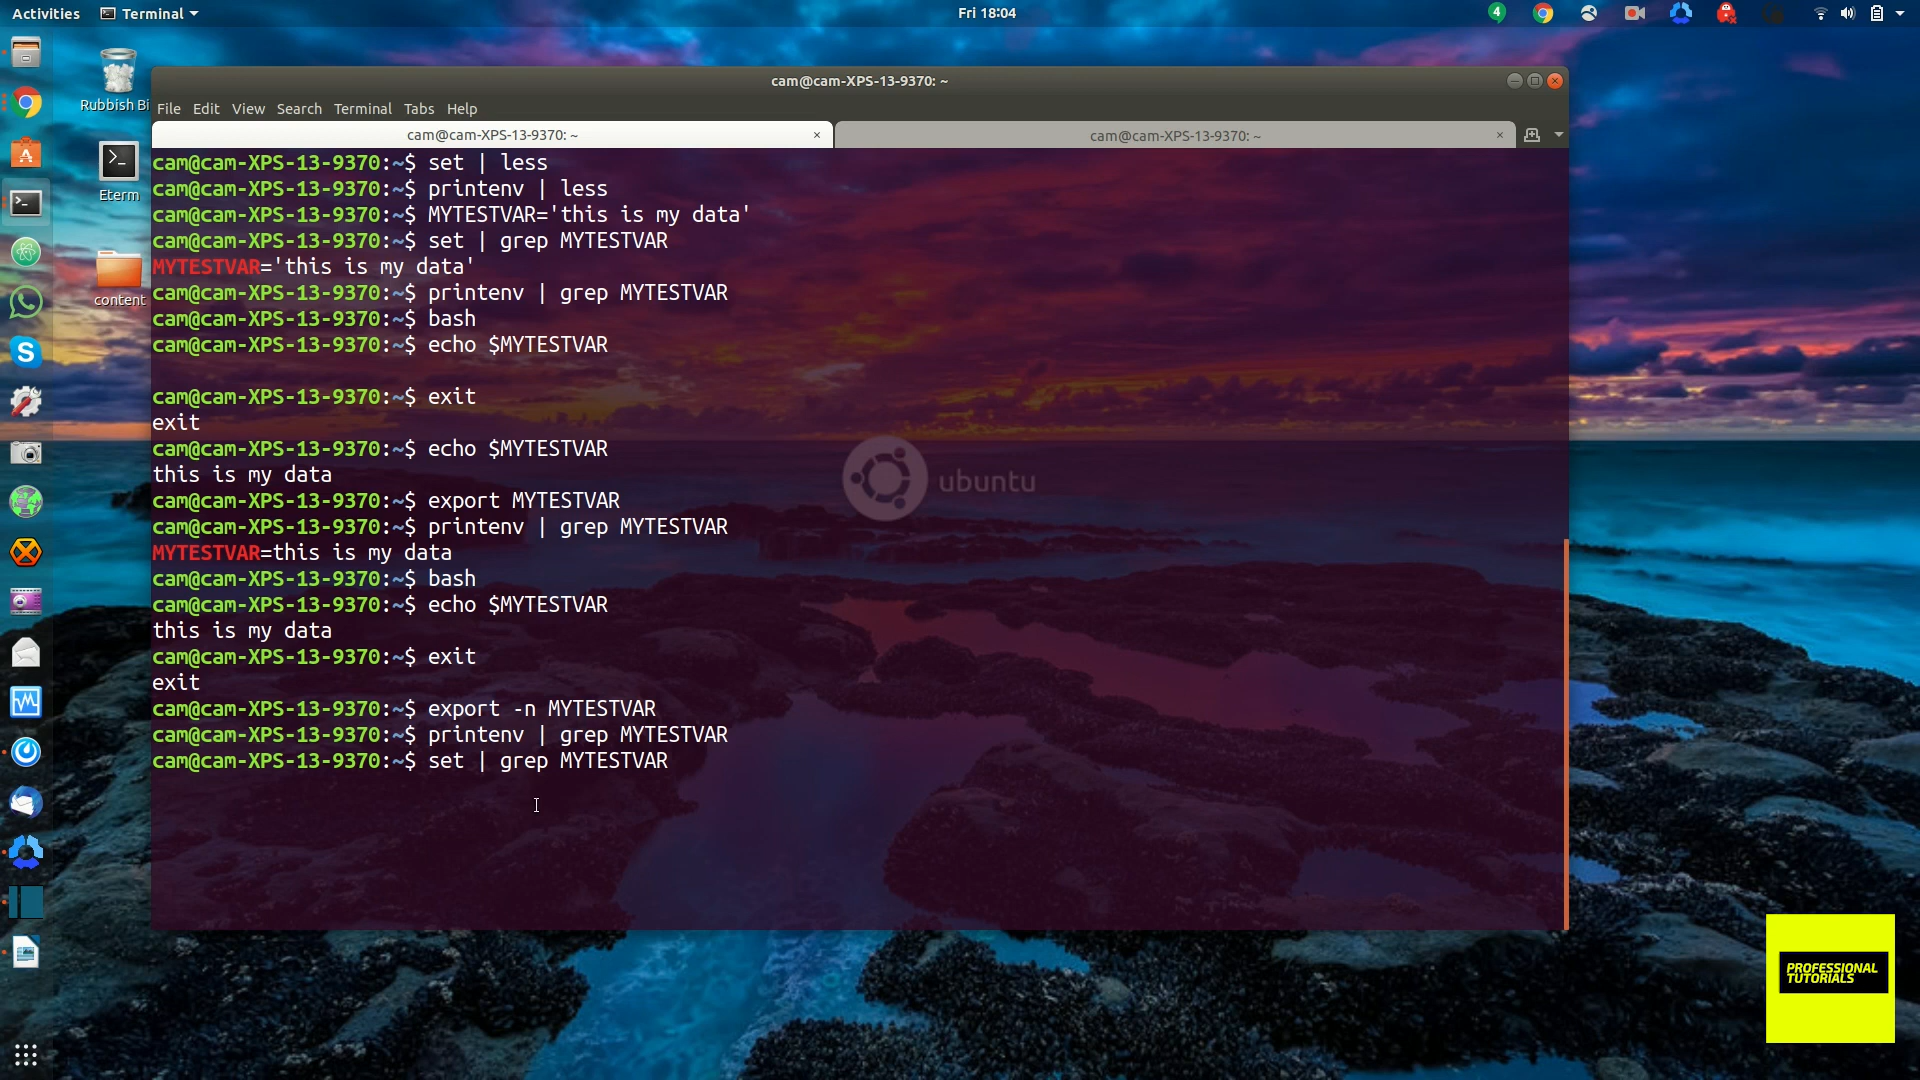 Activities
Terminal
Fri 18:04
4
Rubbish Bi
Eterm
content
cam@cam-XPS-13-9370: ~
File Edit View Search Terminal Tabs Help
cam@cam-XPS-13-9370: ~
cam@cam-XPS-13-9370: ~
cam@cam-XPS-13-9370:~$ set | less
cam@cam-XPS-13-9370:~$ printenv | less
cam@cam-XPS-13-9370:~$ MYTESTVAR='this is my data'
cam@cam-XPS-13-9370:~$ set | grep MYTESTVAR
MYTESTVAR='this is my data'
cam@cam-XPS-13-9370:~$ printenv | grep MYTESTVAR
cam@cam-XPS-13-9370:~$ bash
cam@cam-XPS-13-9370:~$ echo $MYTESTVAR
cam@cam-XPS-13-9370:~$ exit
exit
cam@cam-XPS-13-9370:~$ echo $MYTESTVAR
this is my data
cam@cam-XPS-13-9370:~$ export MYTESTVAR
cam@cam-XPS-13-9370:~$ printenv | grep MYTESTVAR
MYTESTVAR=this is my data
cam@cam-XPS-13-9370:~$ bash
cam@cam-XPS-13-9370:~$ echo $MYTESTVAR
this is my data
cam@cam-XPS-13-9370:~$ exit
exit
cam@cam-XPS-13-9370:~$ export -n MYTESTVAR
cam@cam-XPS-13-9370:~$ printenv | grep MYTESTVAR
cam@cam-XPS-13-9370:~$ set | grep MYTESTVAR
ubuntu
PROFESSIONAL
TUTORIALS